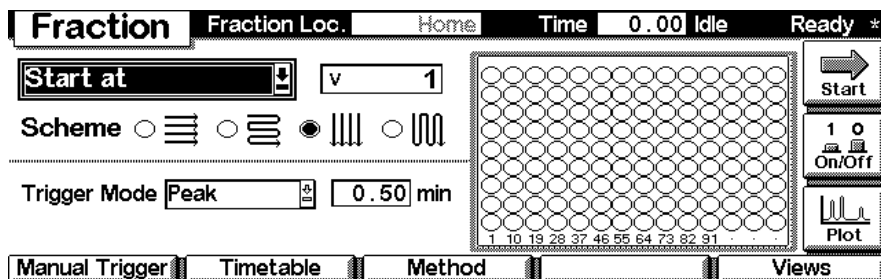 Fraction Fraction Loc. Home Time 0.00 Idle Ready *
Start at v 1
Start
Scheme
1 0
On/Off
Trigger Mode Peak 0.50 min
1 10 19 28 37 46 55 64 73 82 91 . . .
Plot
Manual Trigger Timetable Method Views